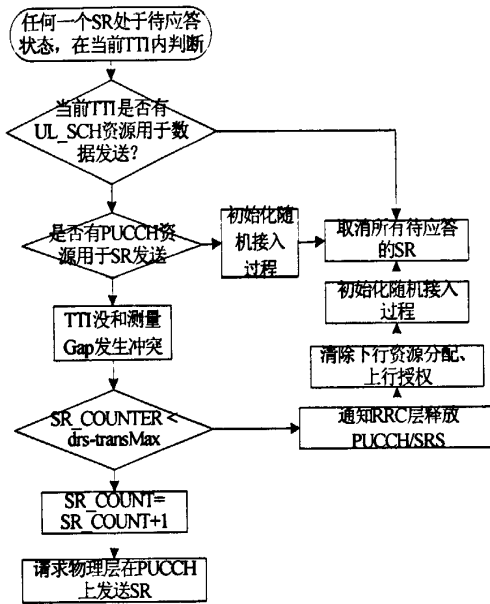 任何一个SR处于待应答
状态，在当前TTI内判断
当前TTI是否有
UL_SCH资源用于数
据发送？
是否有PUCCH资
源用于SR发送
初始化随
机接入
过程
取消所有待应答
的SR
初始化随机接入
过程
TTI没和测量
Gap发生冲突
清除下行资源分配、
上行授权
SR_COUNTER <
drs-transMax
通知RRC层释放
PUCCH/SRS
SR_COUNT=
SR_COUNT+1
请求物理层在PUCCH
上发送SR